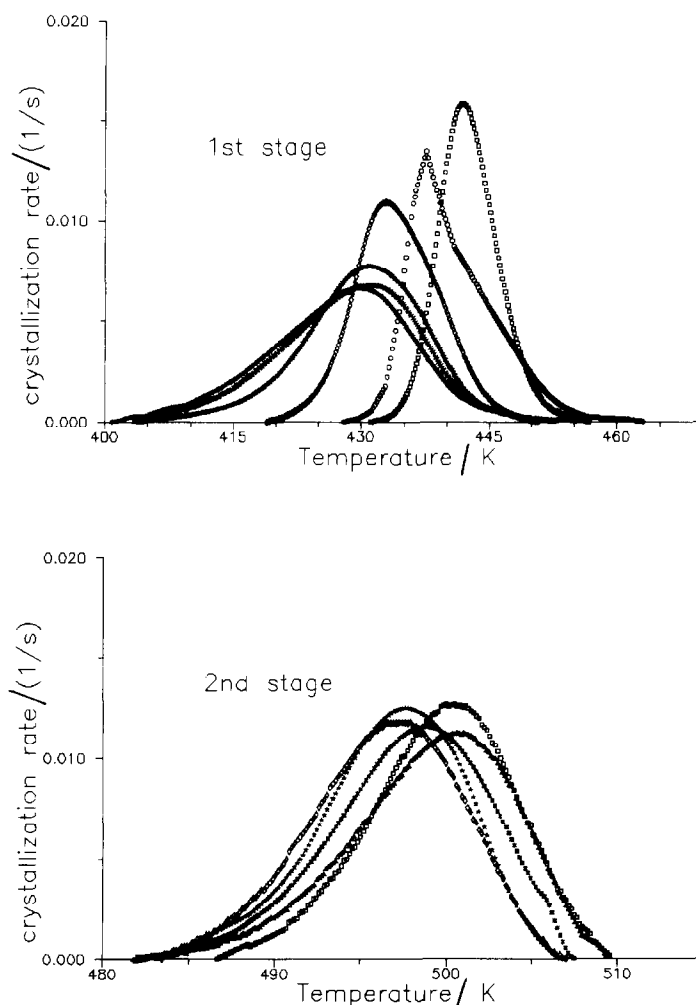 0.020
1st stage
0.010
0.000
400 415 430 445 460
crystallization rate/(1/s)
Temperature/ K
0.020
2nd stage
0.010
0.000
480 490 500 510
crystallization rate/(1/s)
Temperature/ K